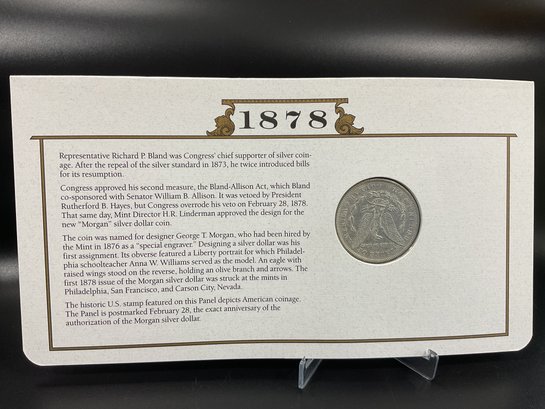 1878
Representative Richard P. Bland was Congress' chief supporter of silver coin-
age. After the repeal of the silver standard in 1873, he twice introduced bills
for its resumption.
Congress approved his second measure, the Bland-Allison Act, which Bland
co-sponsored with Senator William B. Allison. It was vetoed by President
Rutherford B. Hayes, but Congress overrode his veto on February 28, 1878.
That same day, Mint Director H.R. Linderman approved the design for the
new "Morgan" silver dollar coin.
The coin was named for designer George T. Morgan, who had been hired by
the Mint in 1876 as a "special engraver." Designing a silver dollar was his
first assignment. Its obverse featured a Liberty portrait for which Philadel-
phia schoolteacher Anna W. Williams served as the model. An eagle with
raised wings stood on the reverse, holding an olive branch and arrows. The
first 1878 issue of the Morgan silver dollar was struck at the mints in
Philadelphia, San Francisco, and Carson City, Nevada.
The historic U.S. stamp featured on this Panel depicts American coinage.
The Panel is postmarked February 28, the exact anniversary of the
authorization of the Morgan silver dollar.